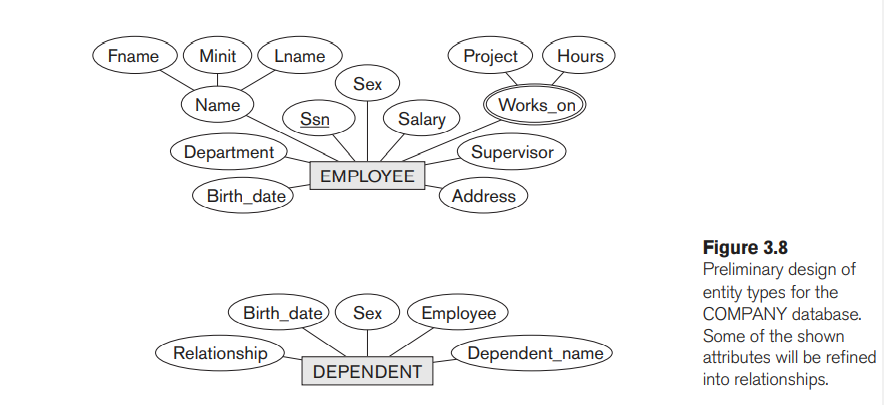 Fname Minit Lname Project Hours
Sex
Name Works_on
Ssn Salary
Department Supervisor
EMPLOYEE
Birth_date Address
Figure 3.8
Preliminary design of
entity types for the
COMPANY database.
Some of the shown
attributes will be refined
into relationships.
Birth_date Sex Employee
Relationship Dependent_name
DEPENDENT